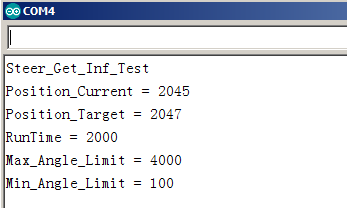 COM4
Steer_Get_Inf_Test
Position_Current = 2045
Position_Target = 2047
RunTime = 2000
Max_Angle_Limit = 4000
Min_Angle_Limit = 100